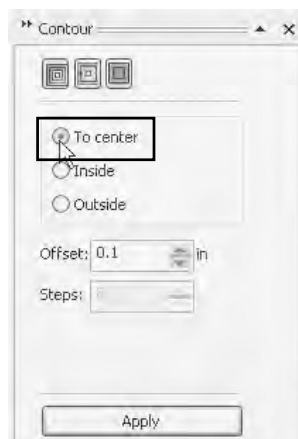 Contour
To center
Inside
Outside
Offset: 0.1 in
Steps:
Apply